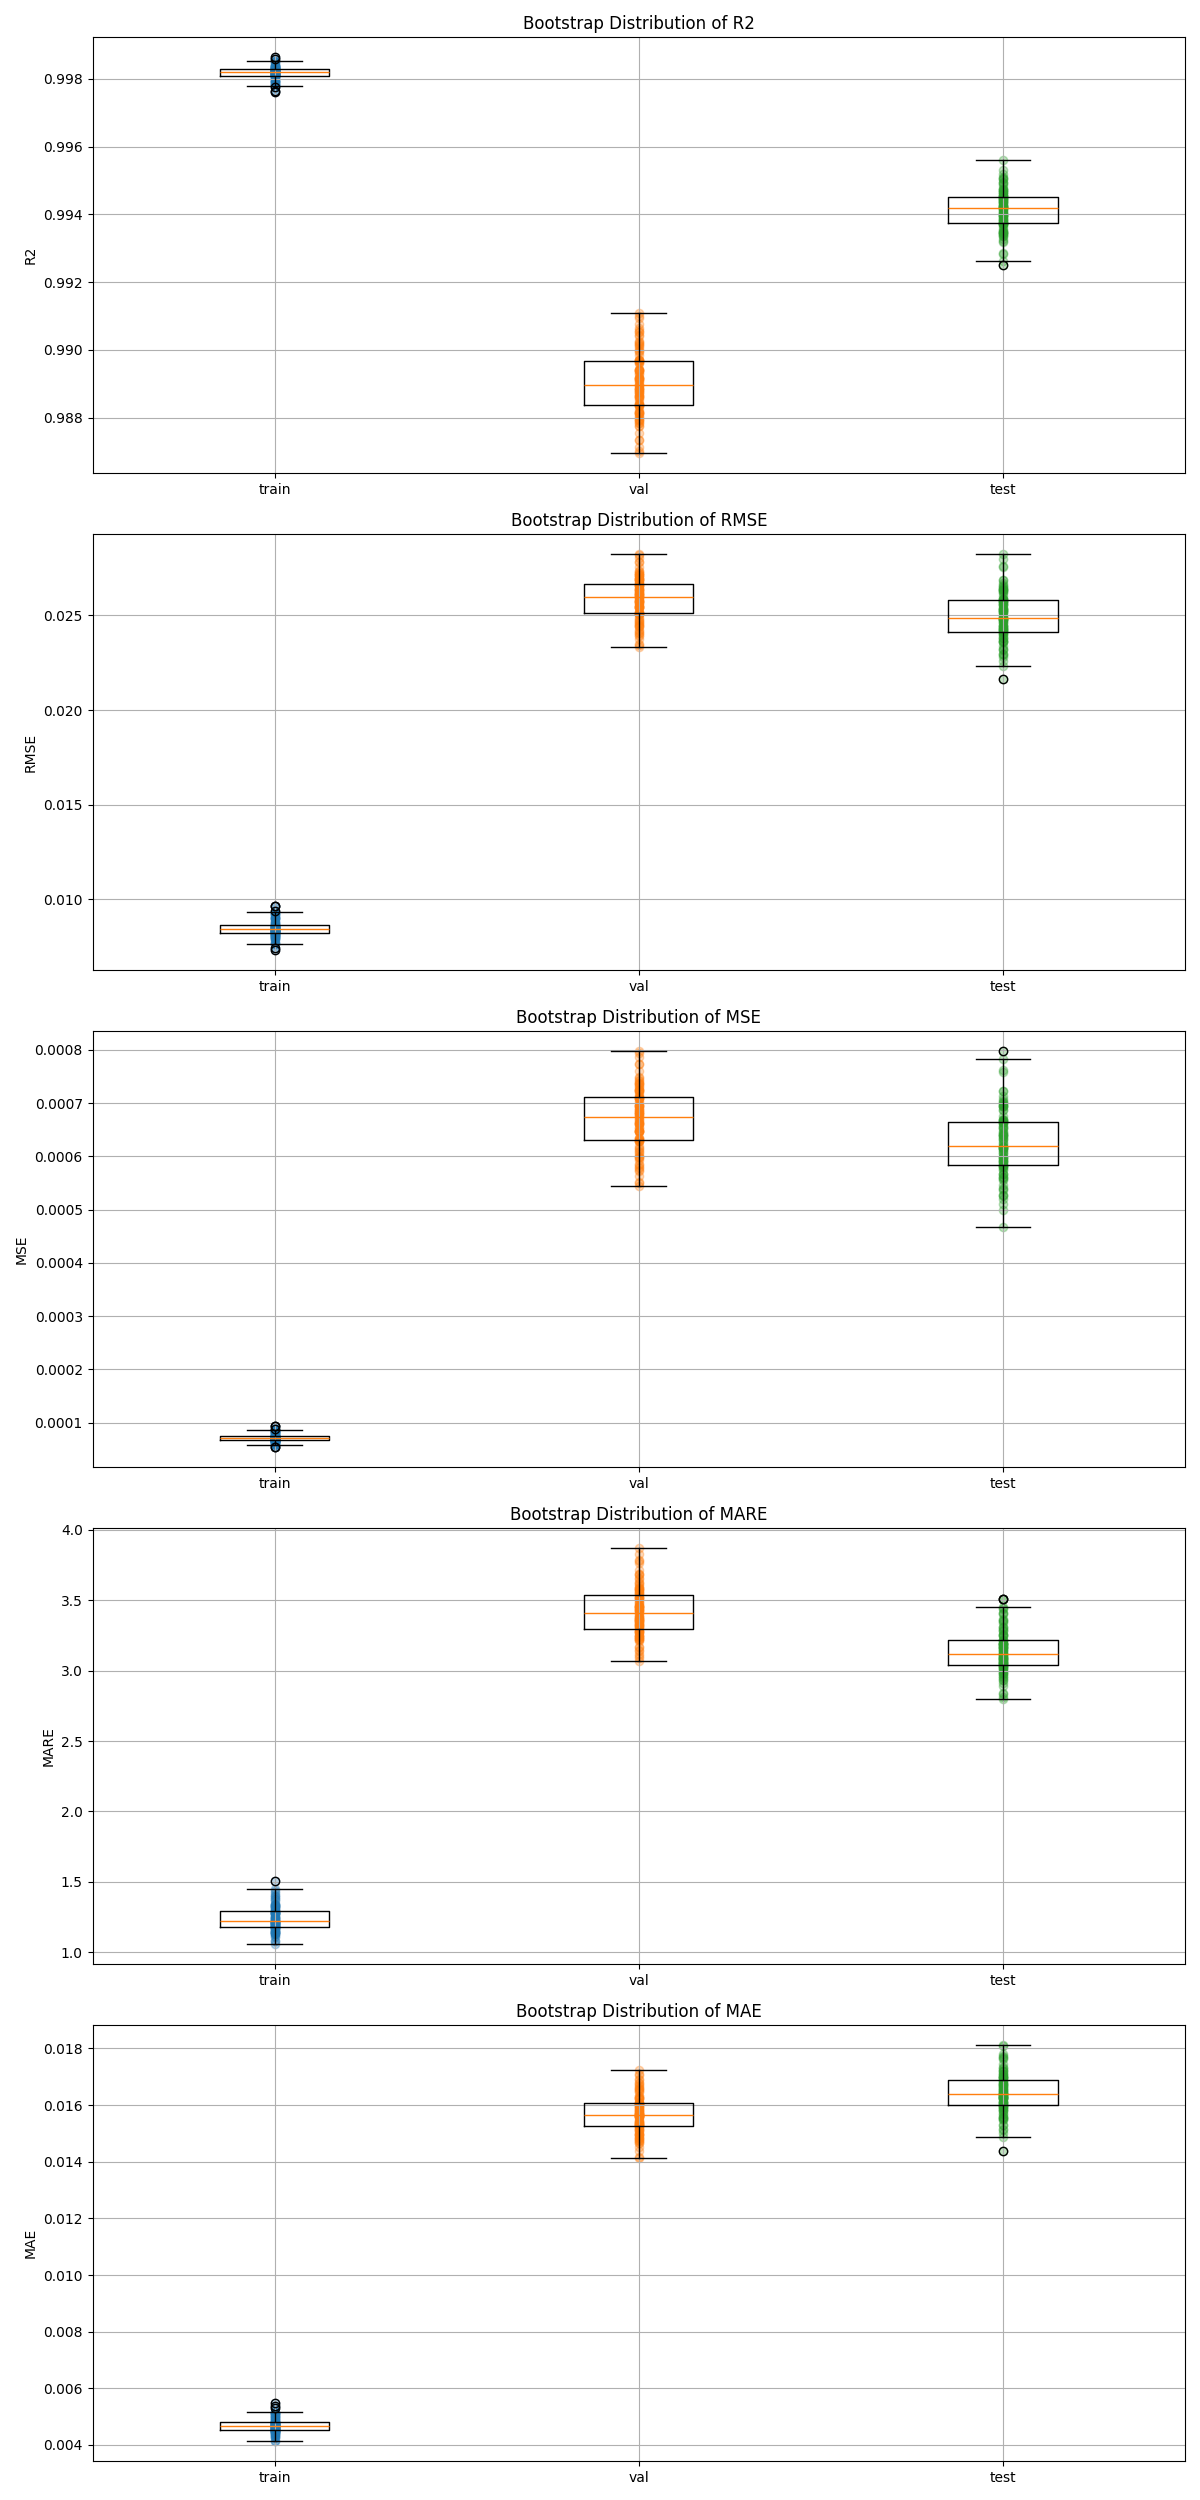 Bootstrap Distribution of R2
0.998
0.996
0.994
0.992
0.990
0.988
R2
train val test
Bootstrap Distribution of RMSE
0.025
0.020
0.015
0.010
RMSE
train val test
Bootstrap Distribution of MSE
0.0008
0.0007
0.0006
0.0005
0.0004
0.0003
0.0002
0.0001
MSE
train val test
Bootstrap Distribution of MARE
4.0
3.5
3.0
2.5
2.0
1.5
1.0
MARE
train val test
Bootstrap Distribution of MAE
0.018
0.016
0.014
0.012
0.010
0.008
0.006
0.004
MAE
train val test